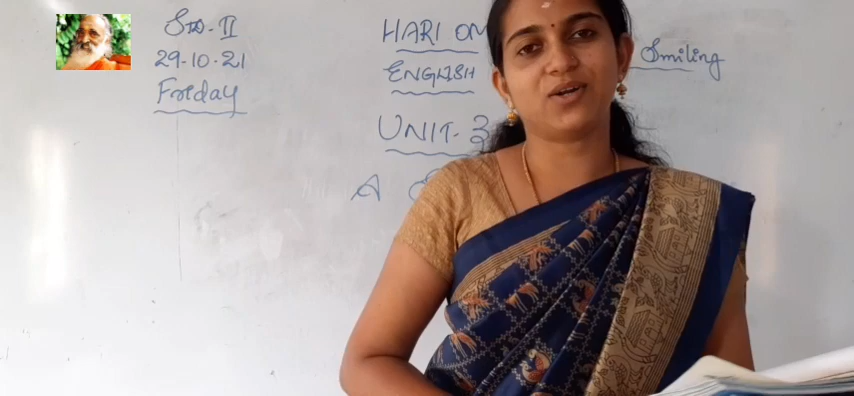 Std. II
29-10-21
Friday
HARI OM
Smiling
ENGLISH
UNIT-3
A